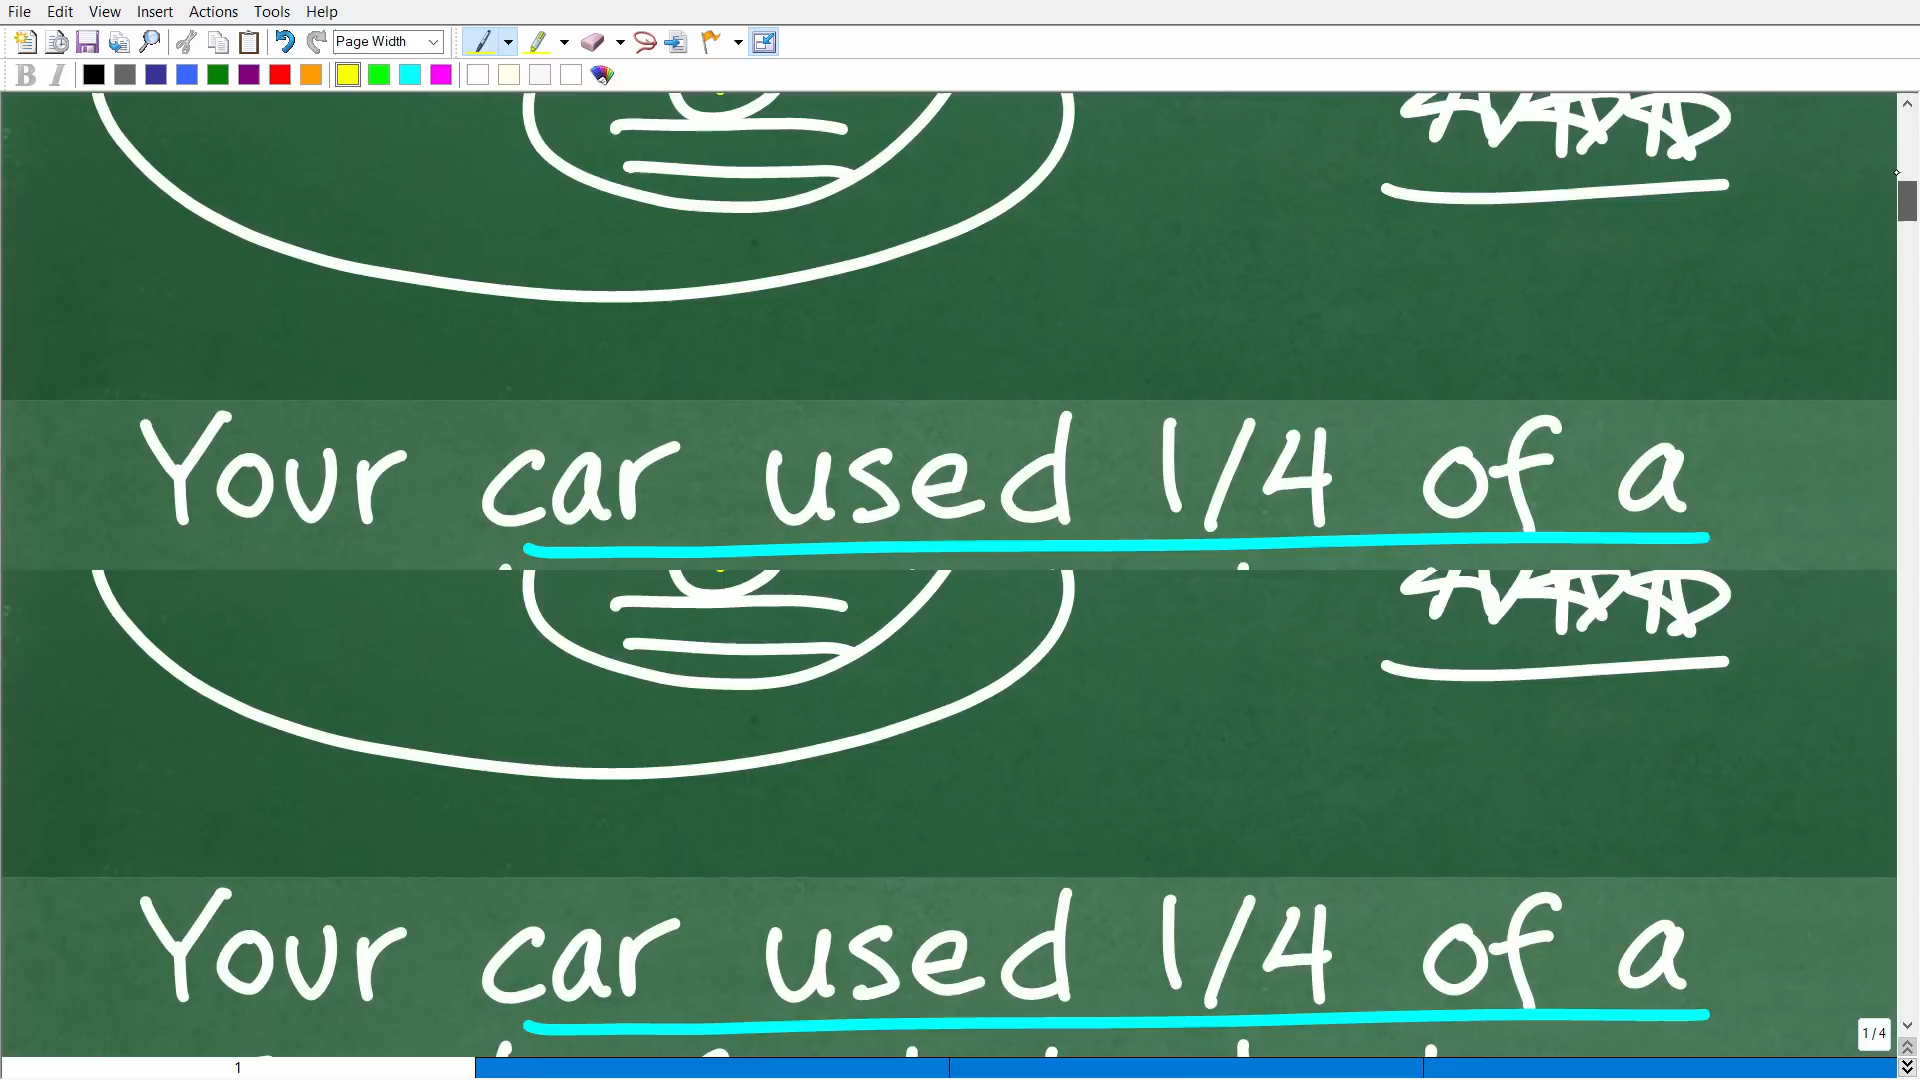 File Edit View Insert Actions Tools Help
Page Width
B I
Your car used 1/4 of a
Your car used 1/4 of a
1 / 4
1